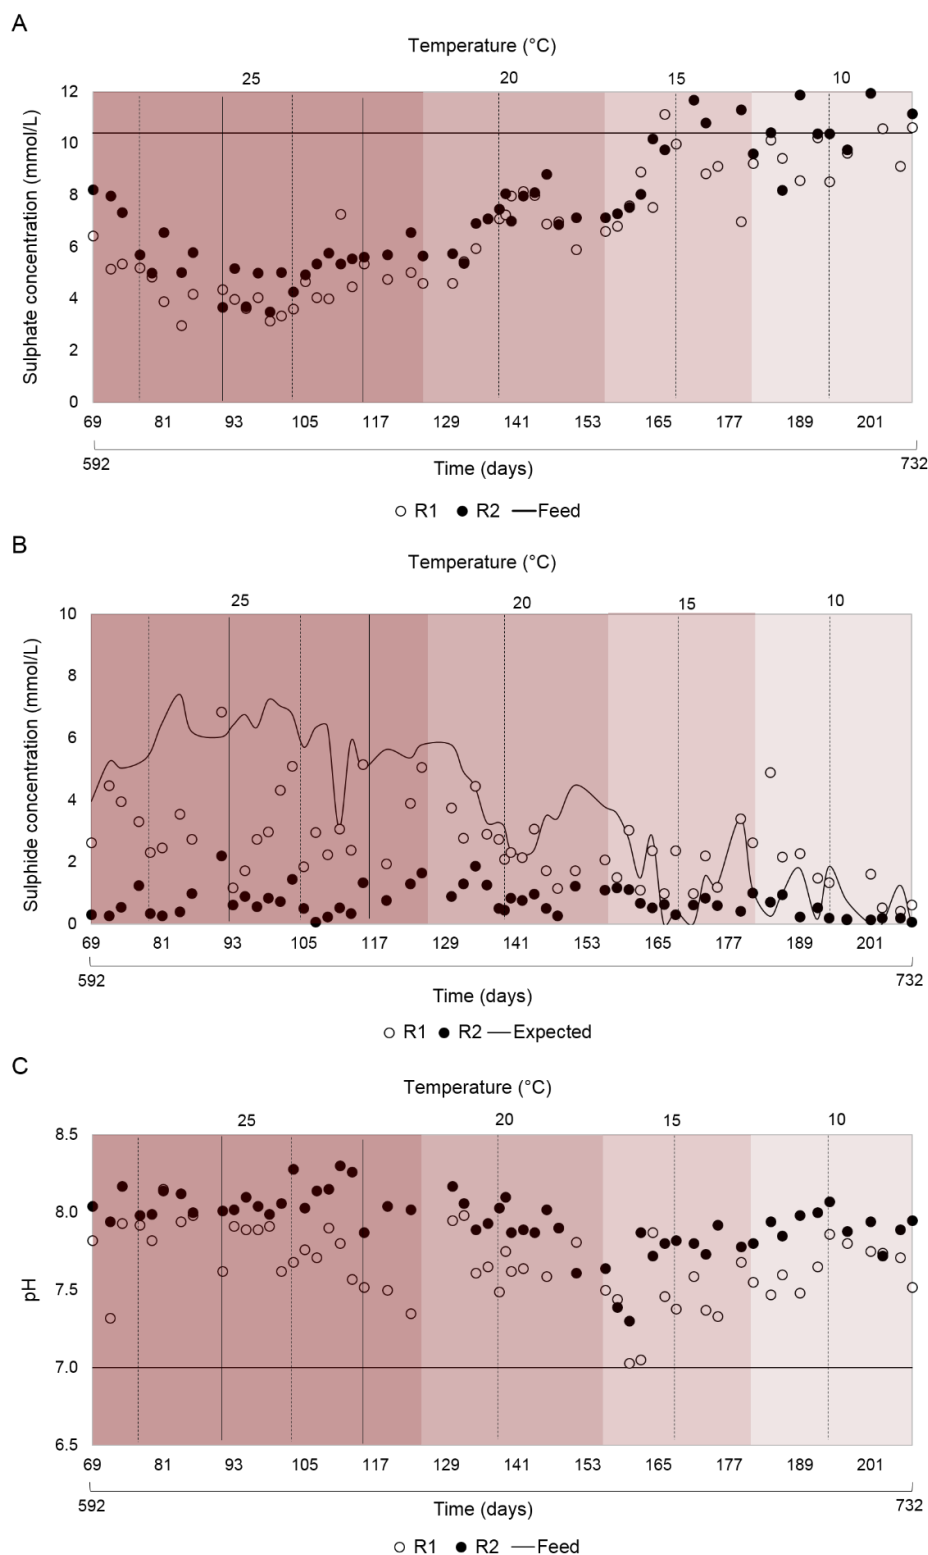 A
Temperature (°C)
25 20 15 10
Sulphate concentration (mmol/L)
12
10
8
6
4
2
0
69 81 93 105 117 129 141 153 165 177 189 201
592 732
Time (days)
R1 R2 Feed
B
Temperature (°C)
25 20 15 10
Sulphide concentration (mmol/L)
10
8
6
4
2
0
69 81 93 105 117 129 141 153 165 177 189 201
592 732
Time (days)
R1 R2 Expected
C
Temperature (°C)
25 20 15 10
pH
8.5
8.0
7.5
7.0
6.5
69 81 93 105 117 129 141 153 165 177 189 201
592 732
Time (days)
R1 R2 Feed